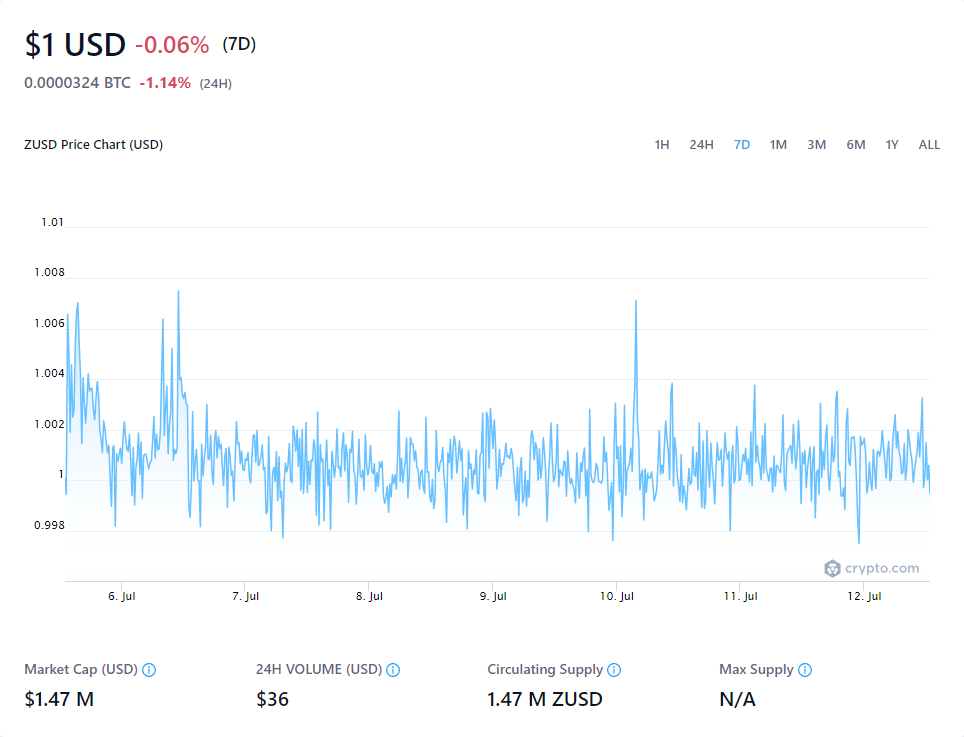 $1 USD -0.06% (7D)
0.0000324 BTC -1.14% (24H)
ZUSD Price Chart (USD) 1H 24H 7D 1M 3M 6M 1Y ALL
1.01
1.008
1.006
1.004
1.002
1
0.998
crypto.com
6. Jul 7. Jul 8. Jul 9. Jul 10. Jul 11. Jul 12. Jul
Market Cap (USD) 24H VOLUME (USD) Circulating Supply Max Supply
$1.47 M $36 1.47 M ZUSD N/A